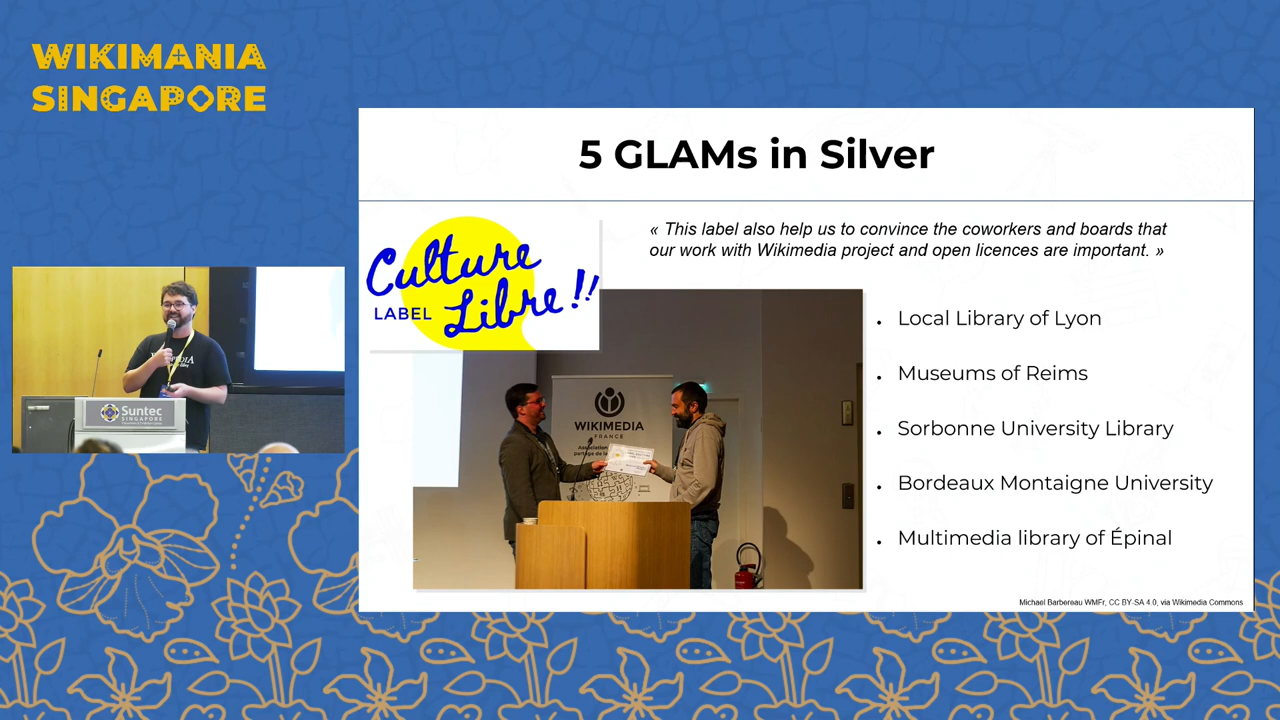 WIKIMANIA
SINGAPORE
5 GLAMs in Silver
Culture
LABEL Libre!!
« This label also help us to convince the coworkers and boards that
our work with Wikimedia project and open licences are important. »
WIKIMEDIA
FRANCE
Suntec
SINGAPORE
• Local Library of Lyon
• Museums of Reims
• Sorbonne University Library
• Bordeaux Montaigne University
• Multimedia library of Épinal
Michael Barbereau WMFr, CC BY-SA 4.0, via Wikimedia Commons